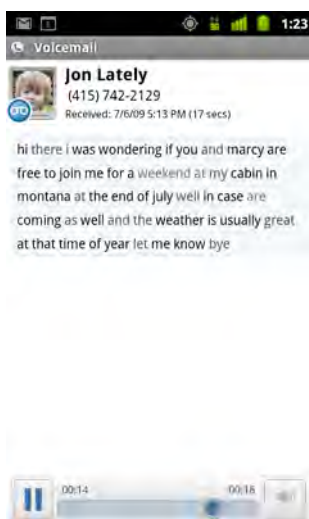 1:23
Voicemail
Jon Lately
(415) 742-2129
Received: 7/6/09 5:13 PM (17 secs)
hi there i was wondering if you and marcy are
free to join me for a weekend at my cabin in
montana at the end of july well in case are
coming as well and the weather is usually great
at that time of year let me know bye
00:14 00:18